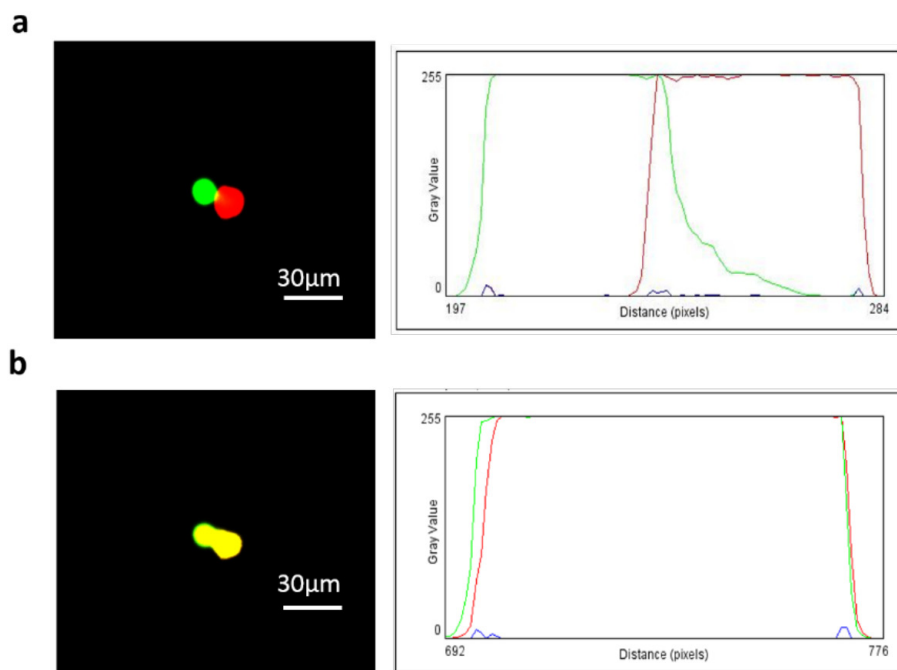 a
30µm
255
Gray Value
0
197
Distance (pixels)
284
b
30µm
255
Gray Value
0
692
Distance (pixels)
776